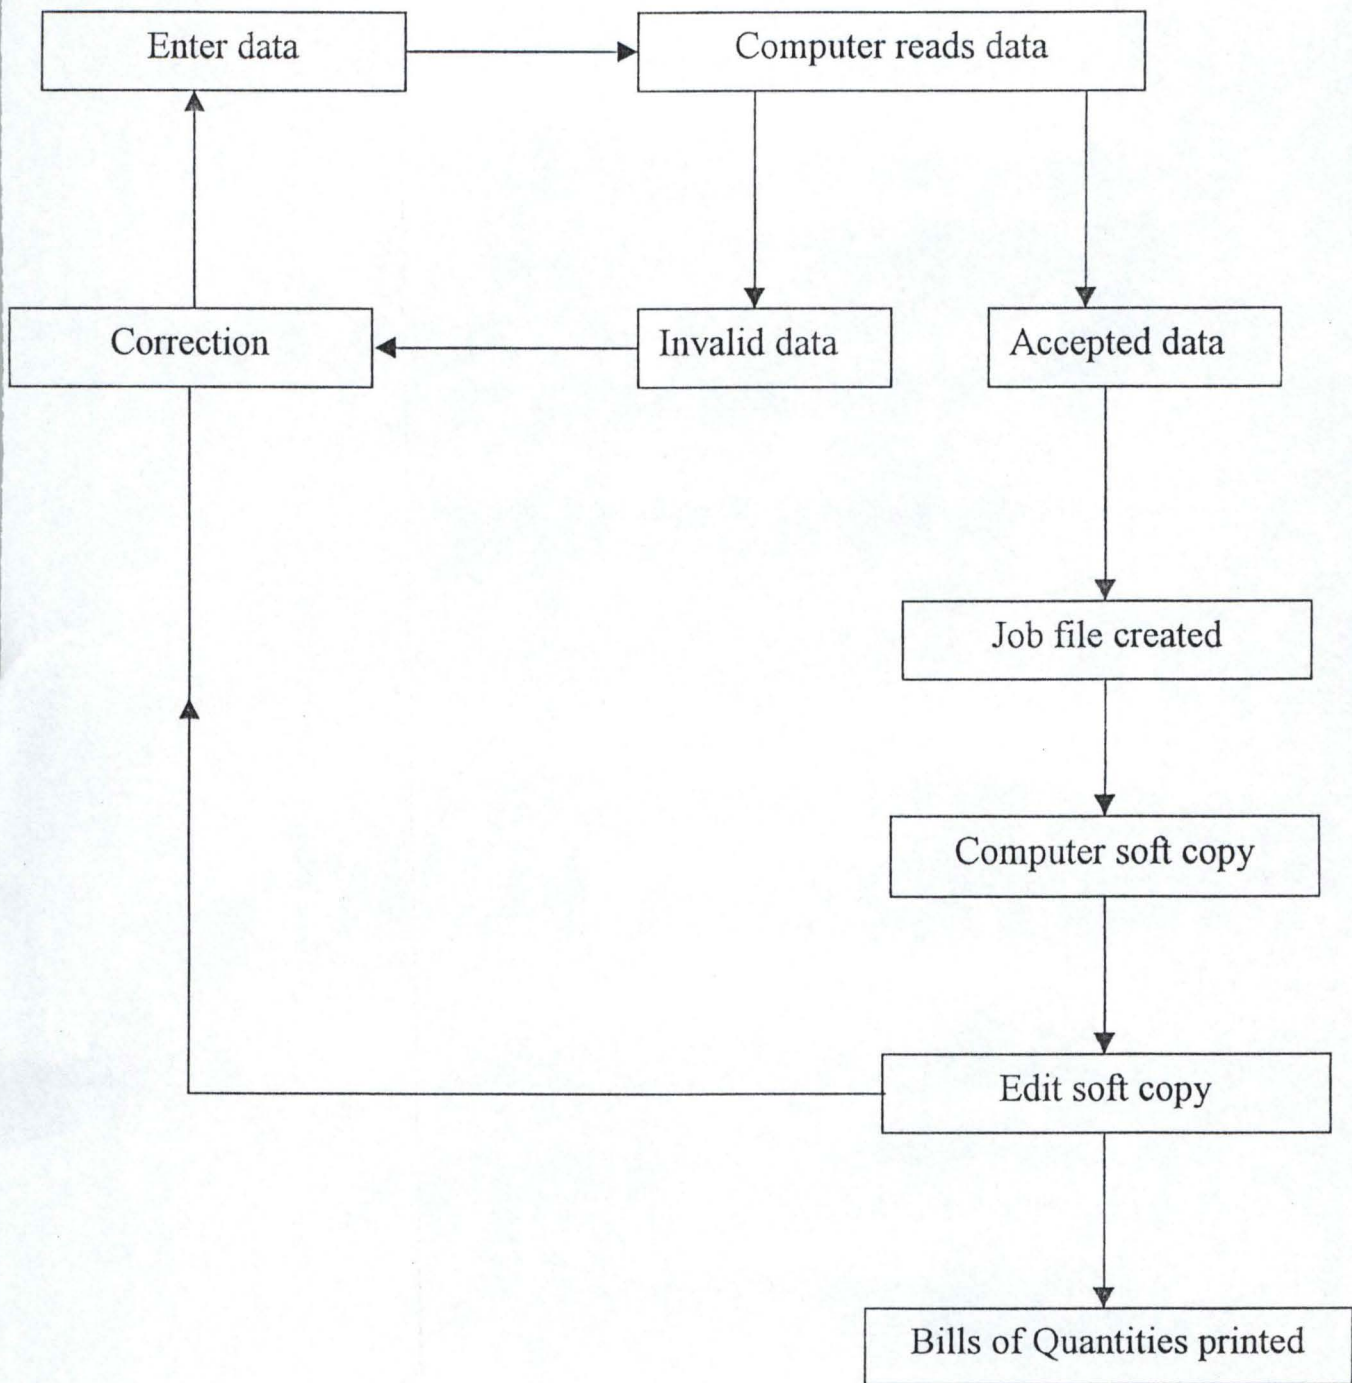 Enter data
Computer reads data
Correction
Invalid data
Accepted data
Job file created
Computer soft copy
Edit soft copy
Bills of Quantities printed